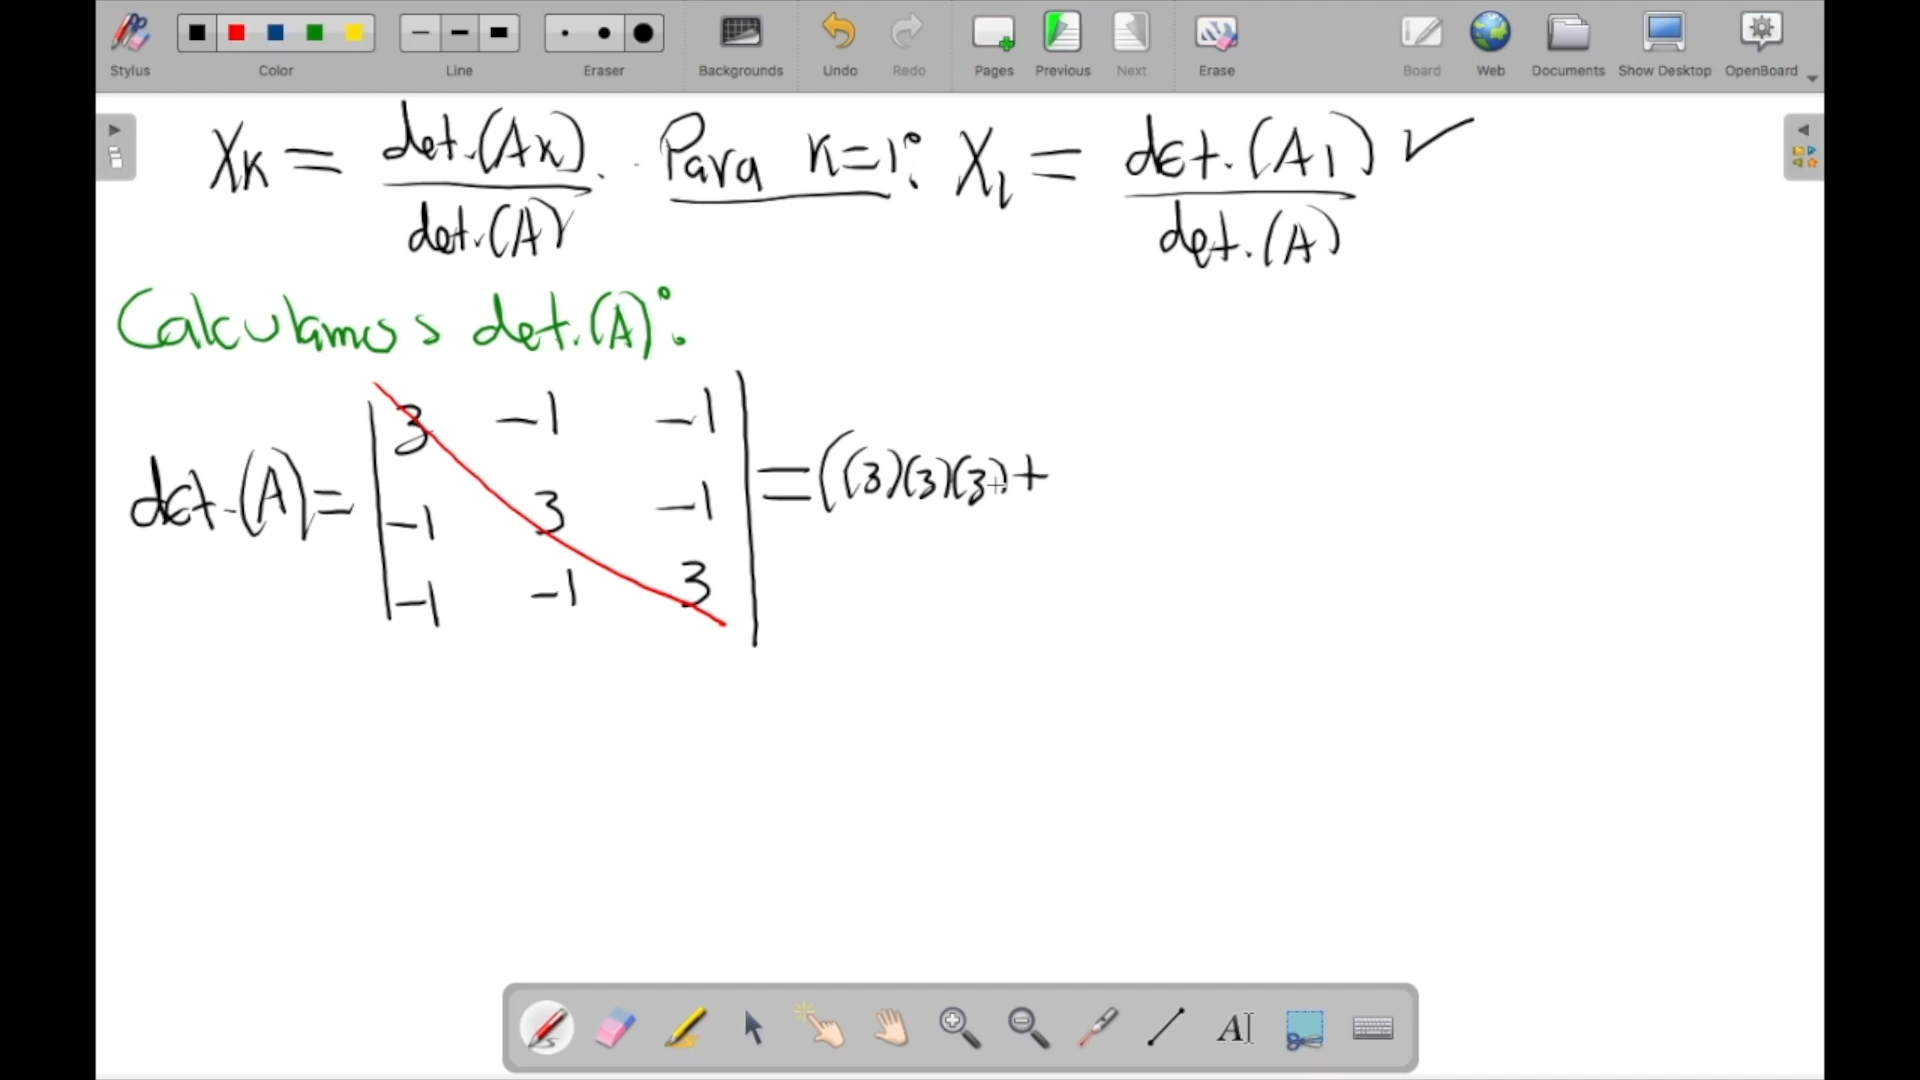 Stylus Color Line Eraser Backgrounds Undo Redo Pages Previous Next Erase Board Web Documents Show Desktop OpenBoard
XK = det.(AK) / det.(A) . Para K=1: X1 = det.(A1) / det.(A) ✓
Calculamos det.(A):
det.(A) = | 3 -1 -1 | = ((3)(3)(3) +
| -1 3 -1 |
| -1 -1 3 |